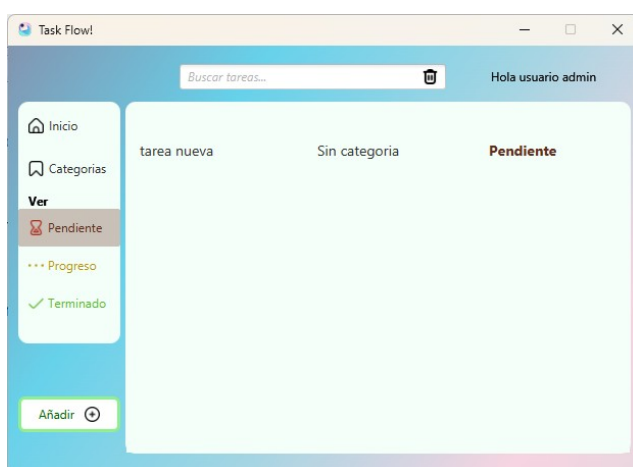 Task Flow!
Buscar tareas...
Hola usuario admin
Inicio
Categorias
Ver
Pendiente
Progreso
Terminado
Añadir
tarea nueva Sin categoria Pendiente